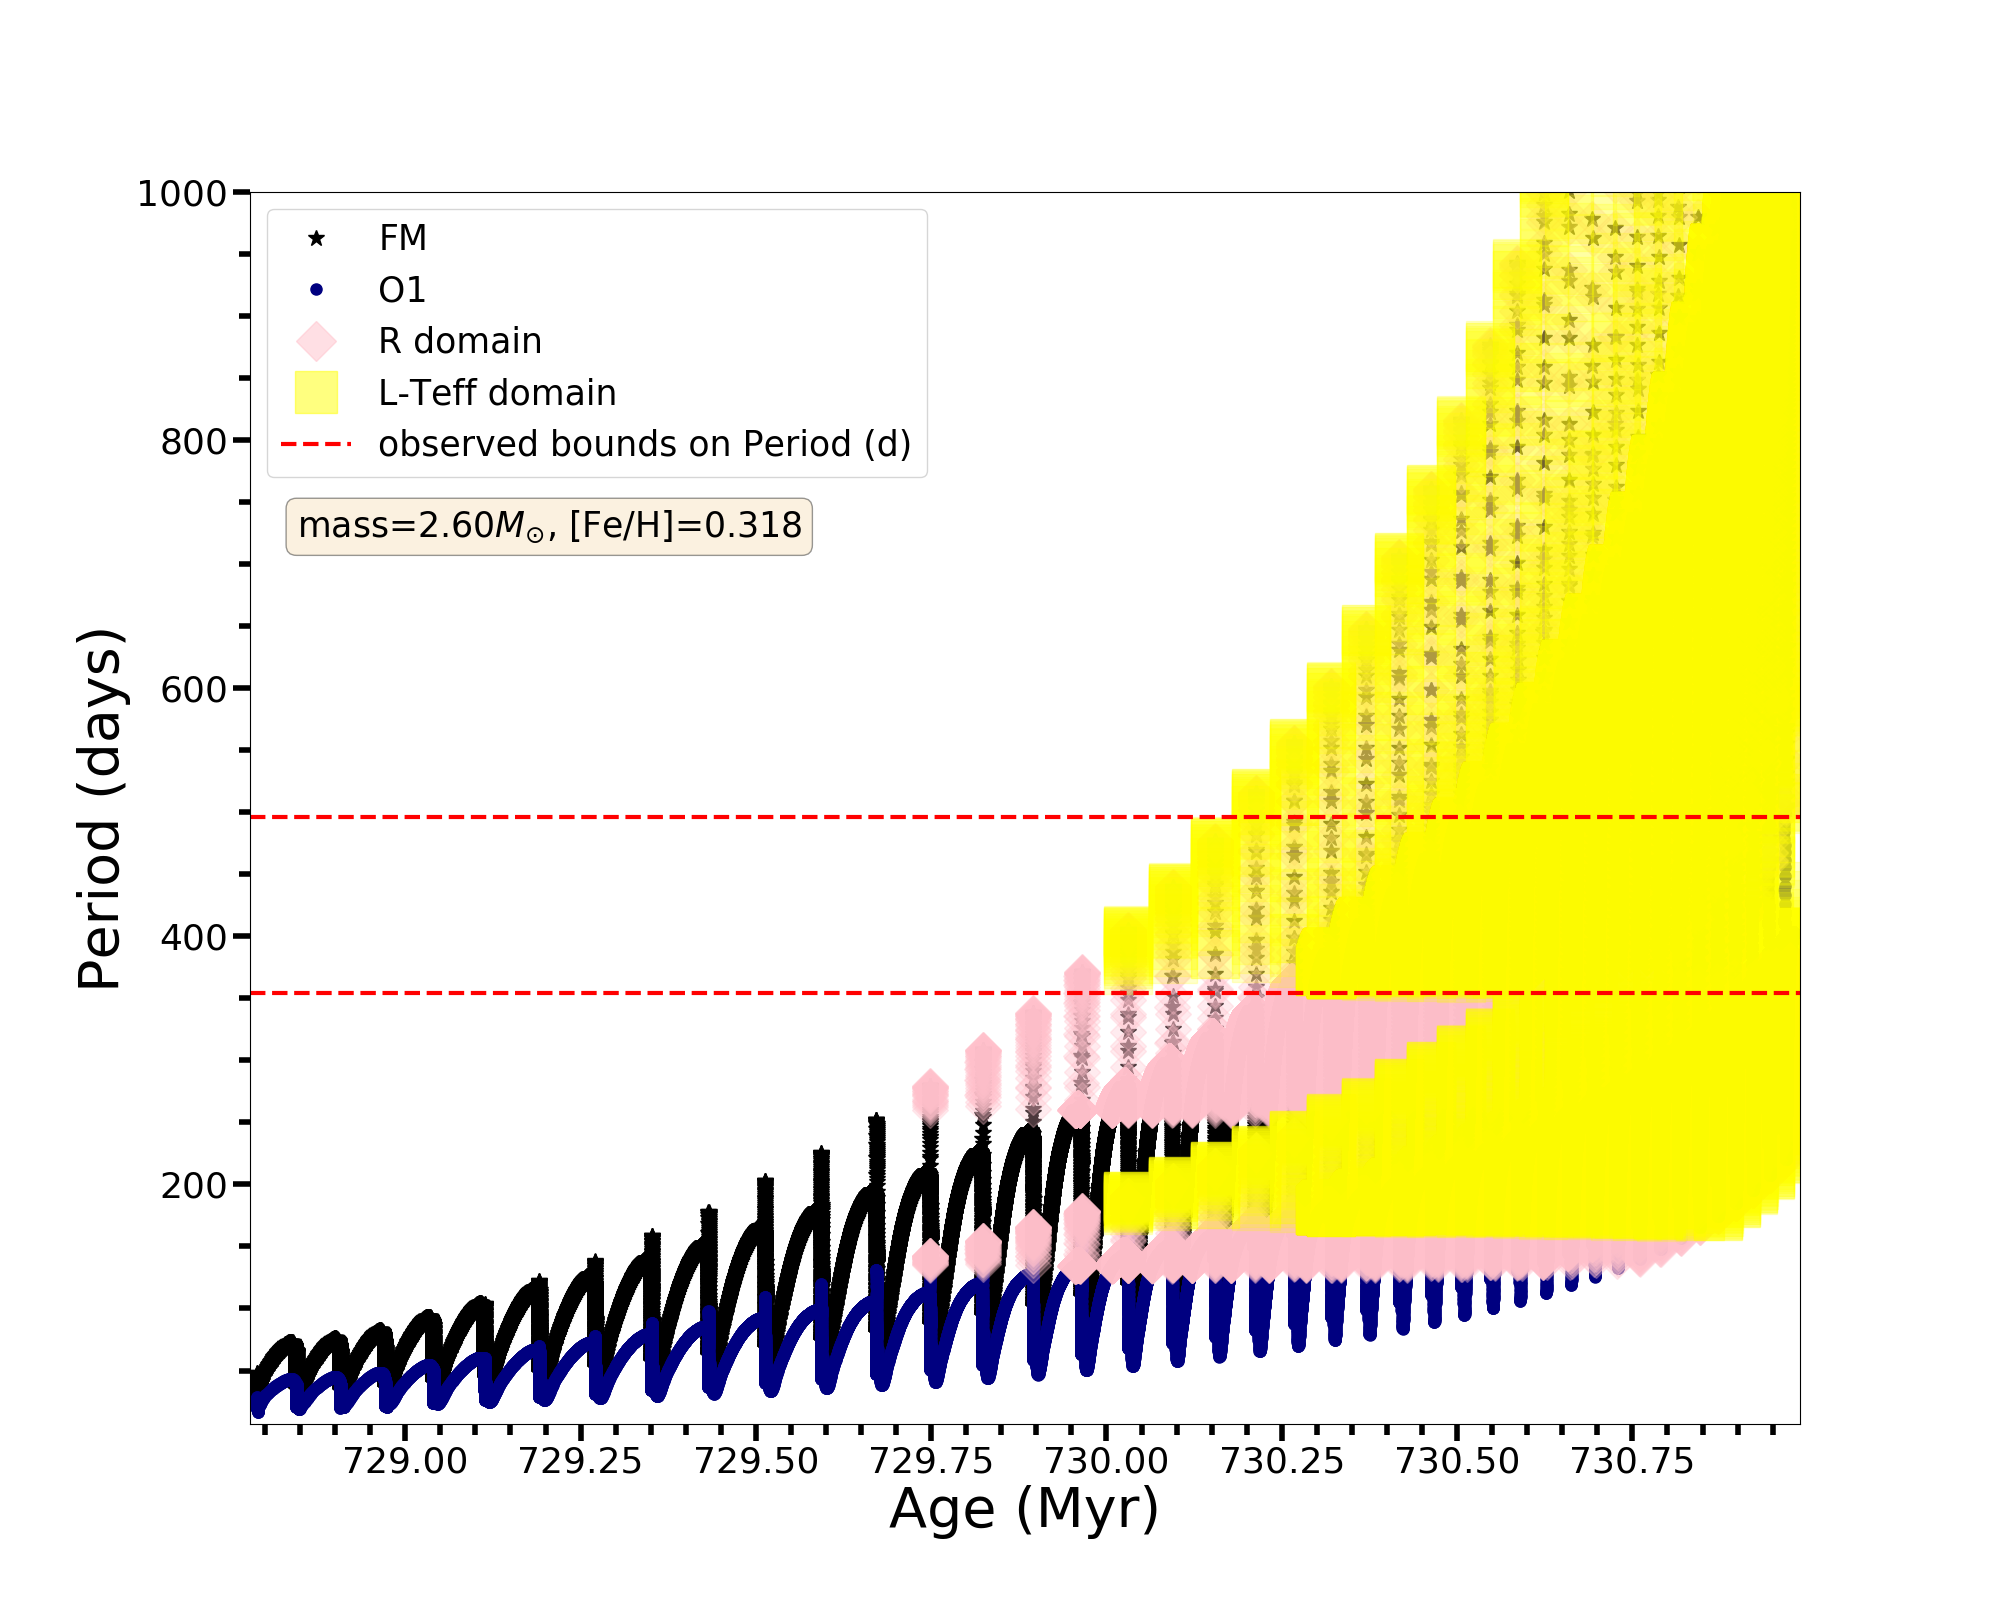 1000
800
600
400
200
Period (days)
FM
O1
R domain
L-Teff domain
observed bounds on Period (d)
mass=2.60M⊙, [Fe/H]=0.318
729.00 729.25 729.50 729.75 730.00 730.25 730.50 730.75
Age (Myr)